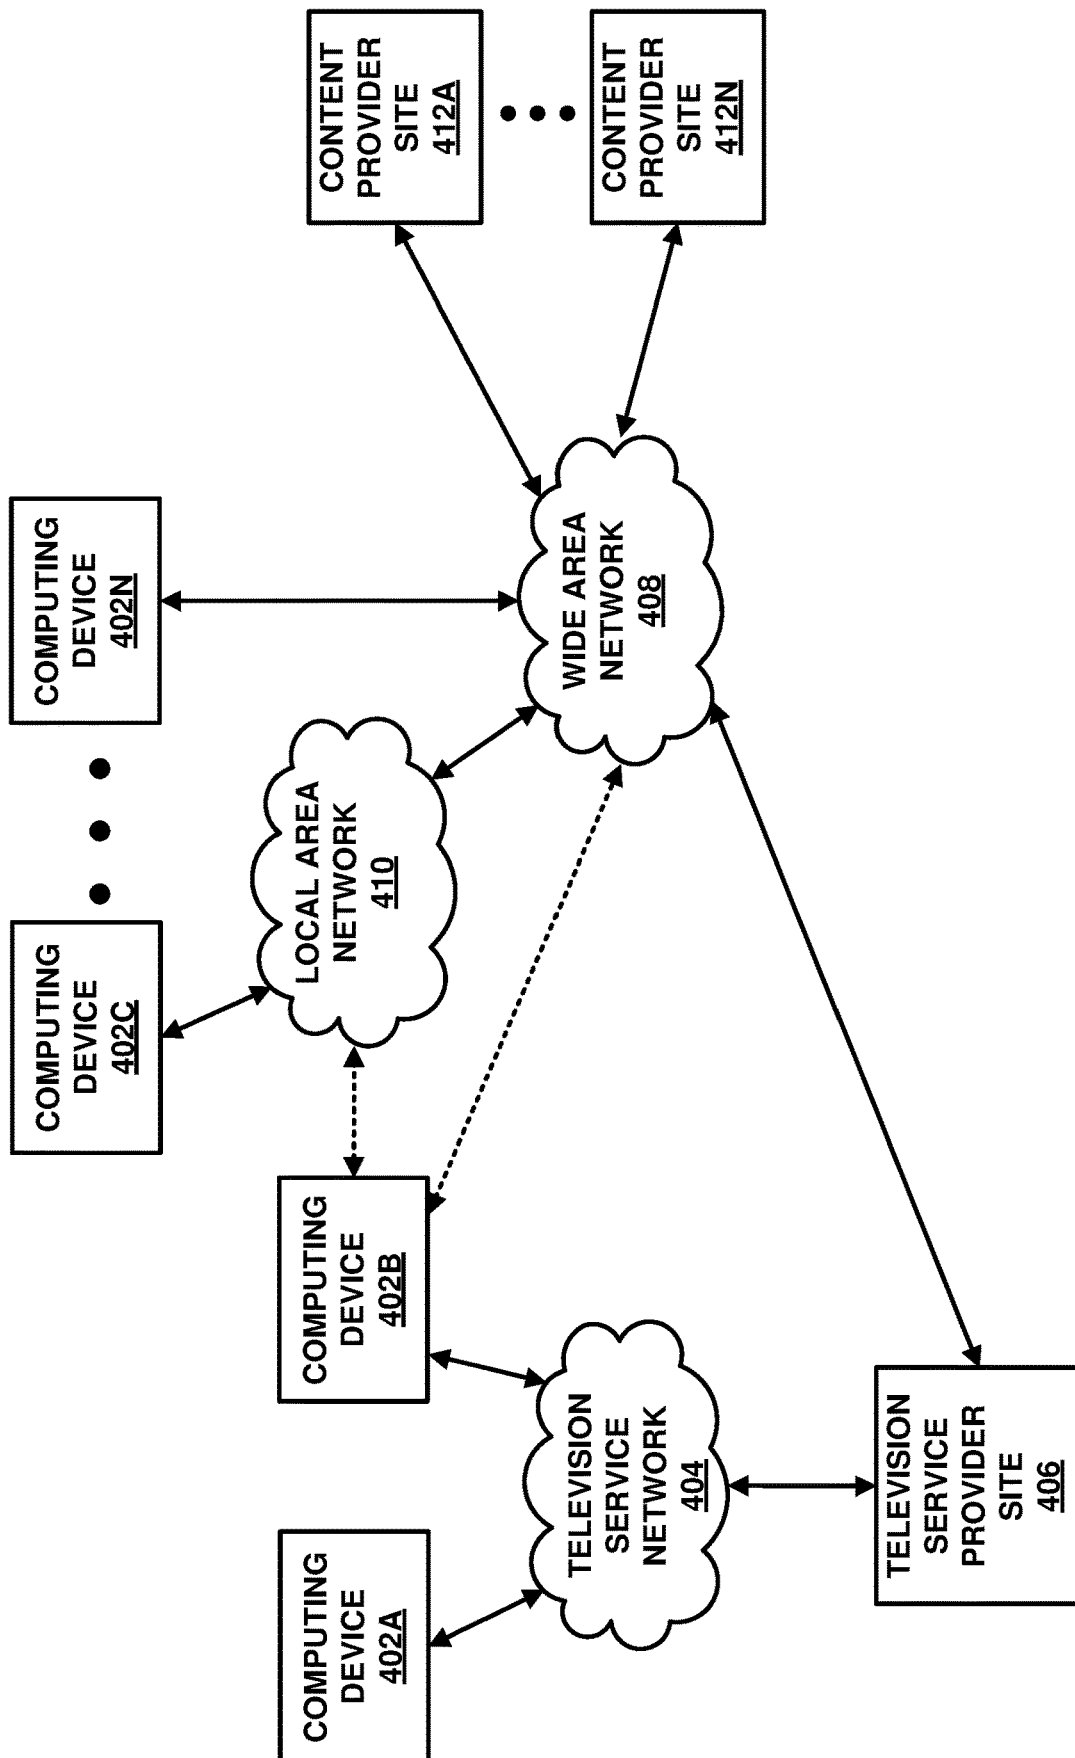 COMPUTING
DEVICE
402A
COMPUTING
DEVICE
402B
COMPUTING
DEVICE
402C
COMPUTING
DEVICE
402N
TELEVISION
SERVICE
NETWORK
404
LOCAL AREA
NETWORK
410
WIDE AREA
NETWORK
408
CONTENT
PROVIDER
SITE
412A
CONTENT
PROVIDER
SITE
412N
TELEVISION
SERVICE
PROVIDER
SITE
406